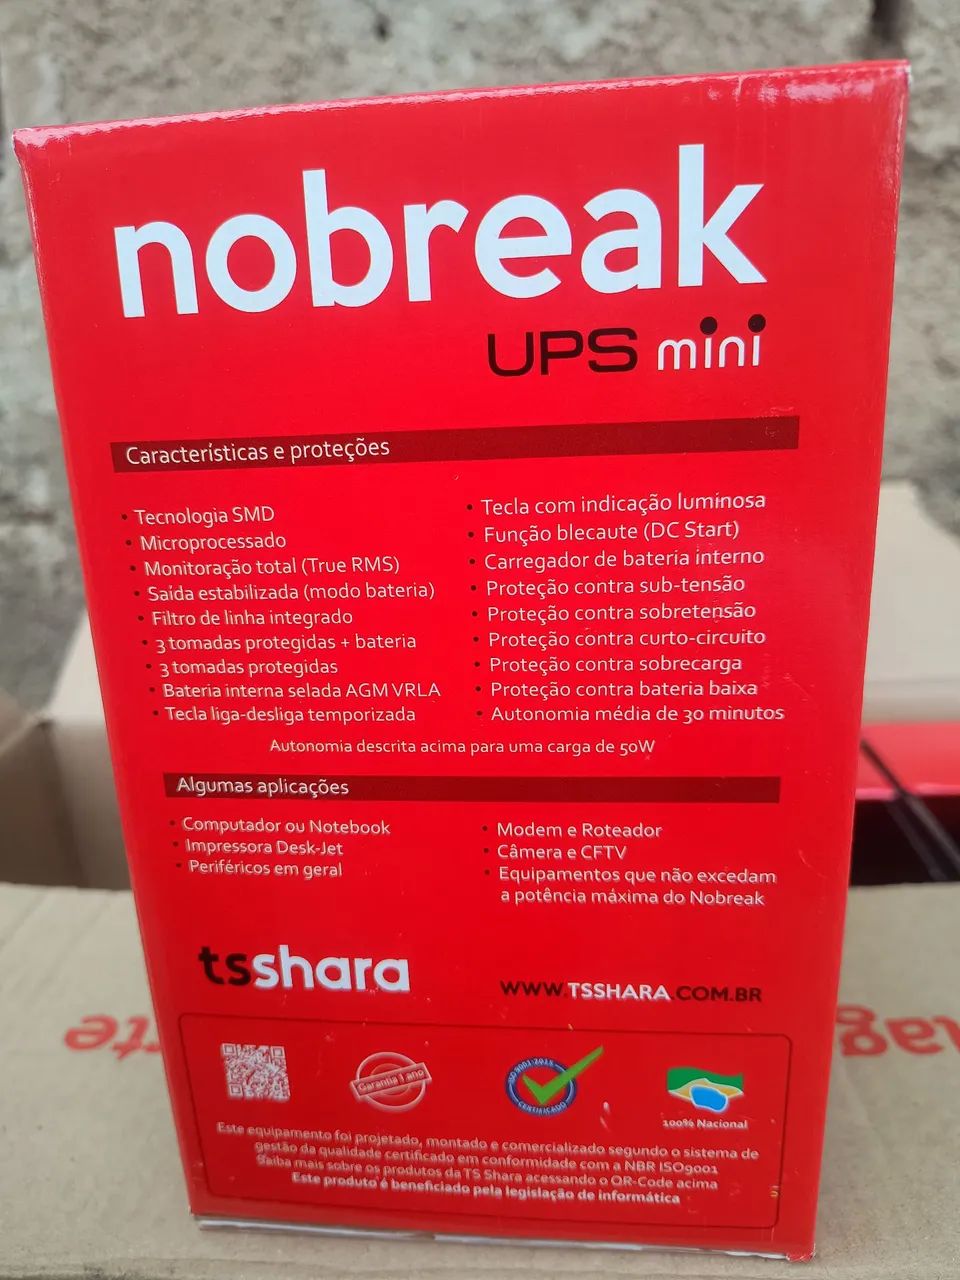 nobreak
UPS mini
Características e proteções
• Tecnologia SMD
• Microprocessado
• Monitoração total (True RMS)
• Saída estabilizada (modo bateria)
• Filtro de linha integrado
• 3 tomadas protegidas + bateria
• 3 tomadas protegidas
• Bateria interna selada AGM VRLA
• Tecla liga-desliga temporizada
• Tecla com indicação luminosa
• Função blecaute (DC Start)
• Carregador de bateria interno
• Proteção contra sub-tensão
• Proteção contra sobretensão
• Proteção contra curto-circuito
• Proteção contra sobrecarga
• Proteção contra bateria baixa
• Autonomia média de 30 minutos
Autonomia descrita acima para uma carga de 50W
Algumas aplicações
• Computador ou Notebook
• Impressora Desk-Jet
• Periféricos em geral
• Modem e Roteador
• Câmera e CFTV
• Equipamentos que não excedam
a potência máxima do Nobreak
tsshara
WWW.TSSHARA.COM.BR
Garantia 1 ano
ISO 9001:2015
CERTIFICADO
100% Nacional
Este equipamento foi projetado, montado e comercializado segundo o sistema de
gestão da qualidade certificado em conformidade com a NBR ISO9001
Saiba mais sobre os produtos da TS Shara acessando o QR-Code acima
Este produto é beneficiado pela legislação de informática